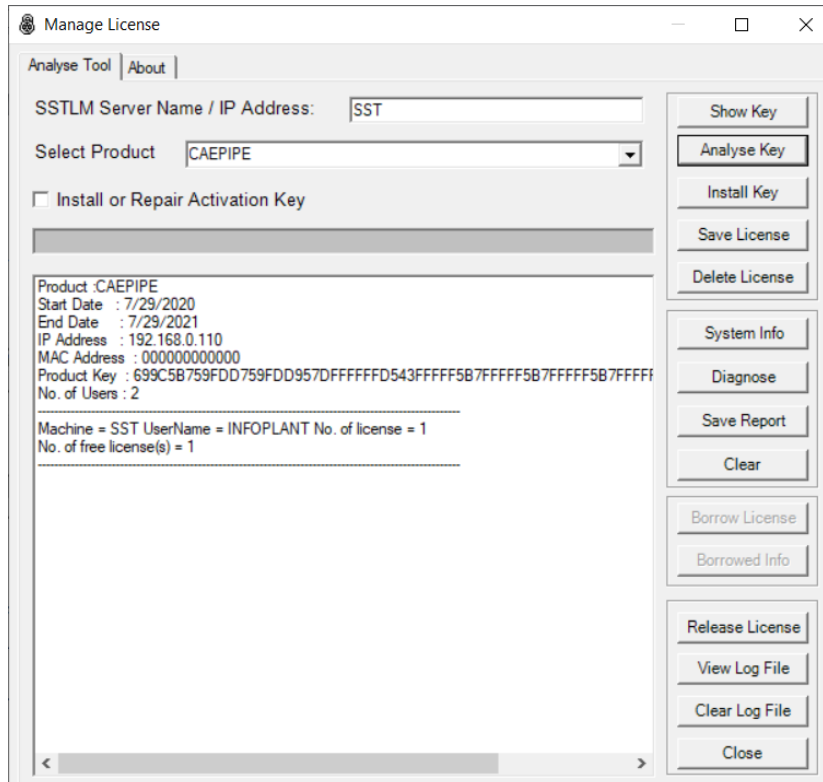 Manage License
Analyse Tool
About
SSTLM Server Name / IP Address:
SST
Select Product
CAEPIPE
Install or Repair Activation Key
Product :CAEPIPE
Start Date : 7/29/2020
End Date : 7/29/2021
IP Address : 192.168.0.110
MAC Address : 000000000000
Product Key : 699C5B759FDD759FDD957DFFFFFFD543FFFFF5B7FFFFF5B7FFFFF5B7FFFFF
No. of Users : 2
--------------------------------------------------------------------------------
Machine = SST UserName = INFOPLANT No. of license = 1
No. of free license(s) = 1
--------------------------------------------------------------------------------
Show Key
Analyse Key
Install Key
Save License
Delete License
System Info
Diagnose
Save Report
Clear
Borrow License
Borrowed Info
Release License
View Log File
Clear Log File
Close